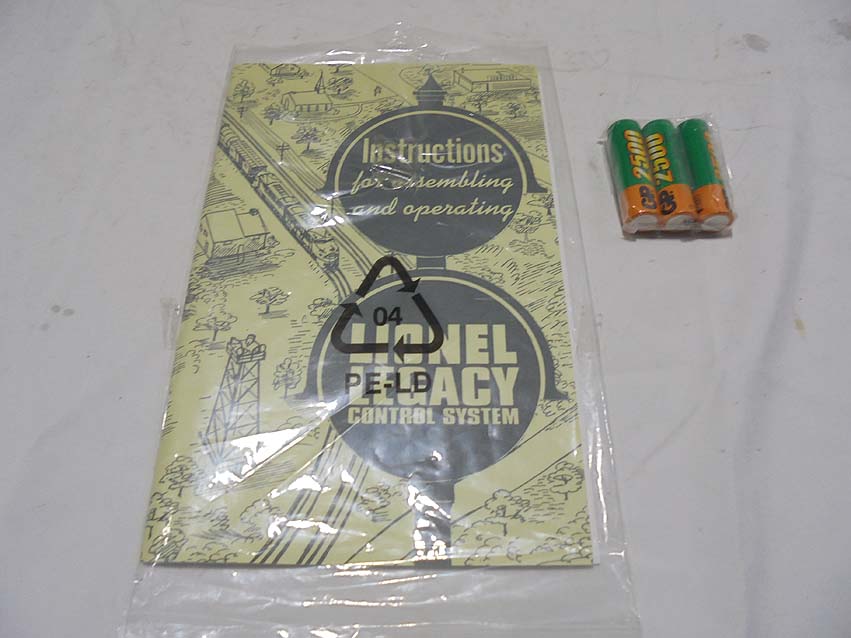 Instructions
for assembling
and operating
04
LIONEL
PE-LD
LEGACY
CONTROL SYSTEM
2500
GP
2500
GP